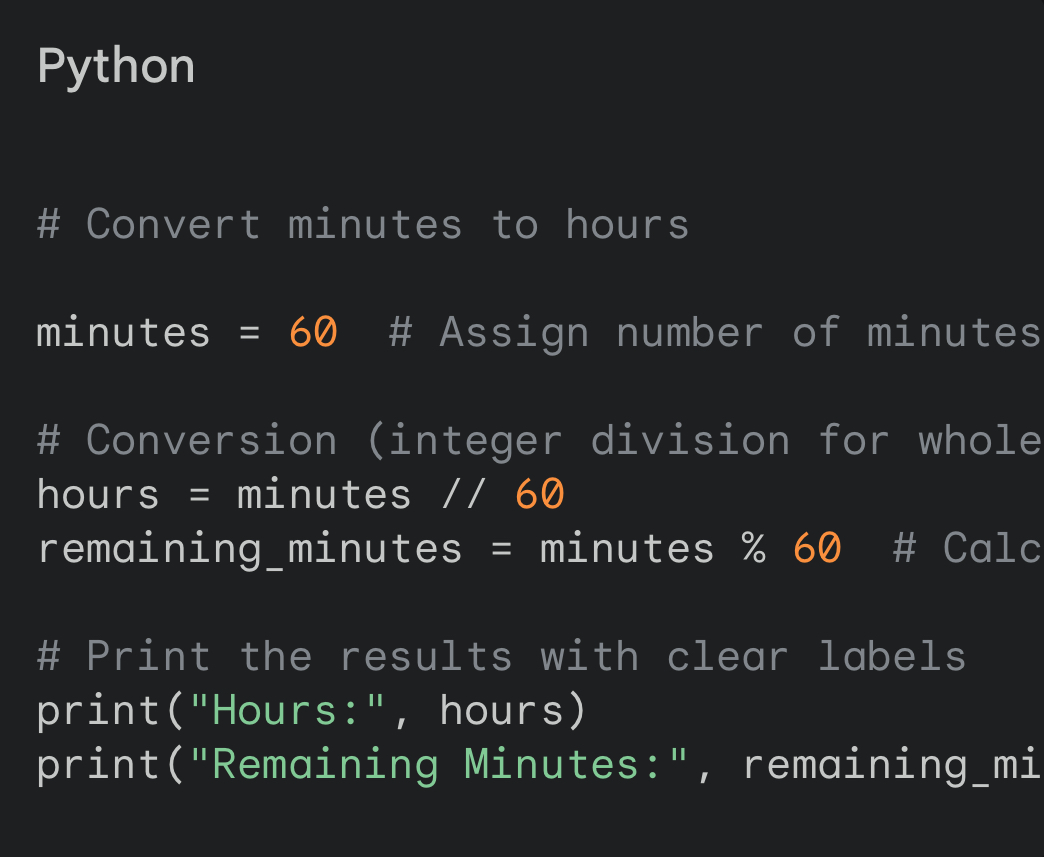 Python
# Convert minutes to hours
minutes = 60  # Assign number of minutes
# Conversion (integer division for whole
hours = minutes // 60
remaining_minutes = minutes % 60  # Calc
# Print the results with clear labels
print("Hours:", hours)
print("Remaining Minutes:", remaining_mi